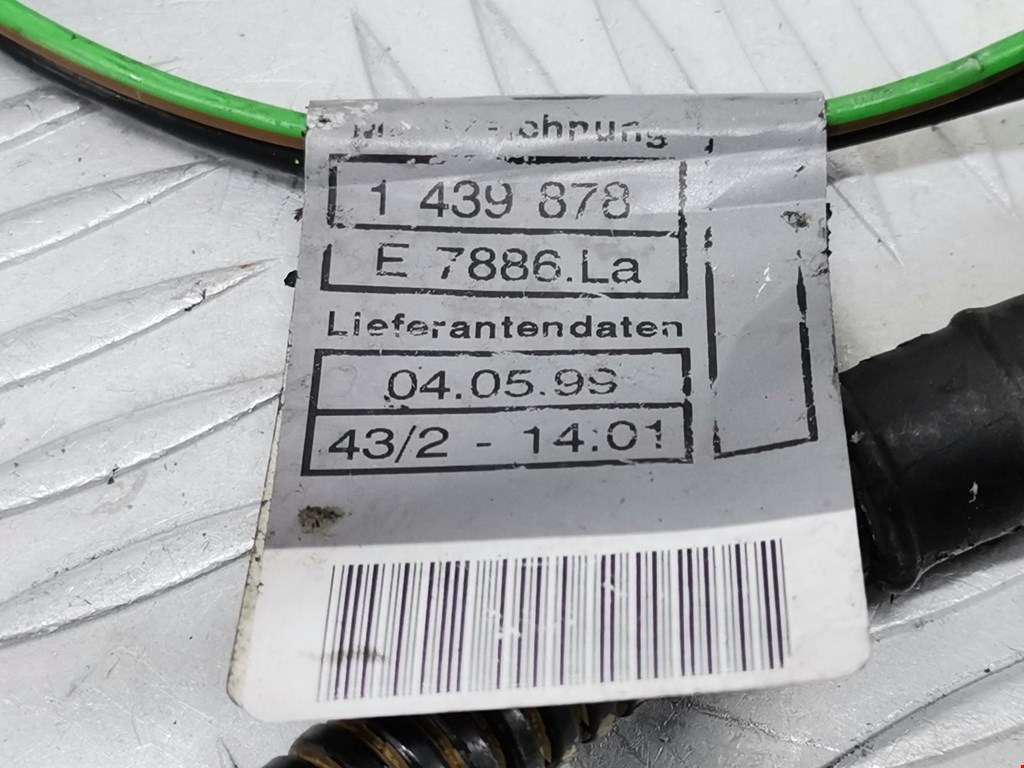 1 439 878
E 7886.La
Lieferantendaten
04.05.99
43/2 - 14:01